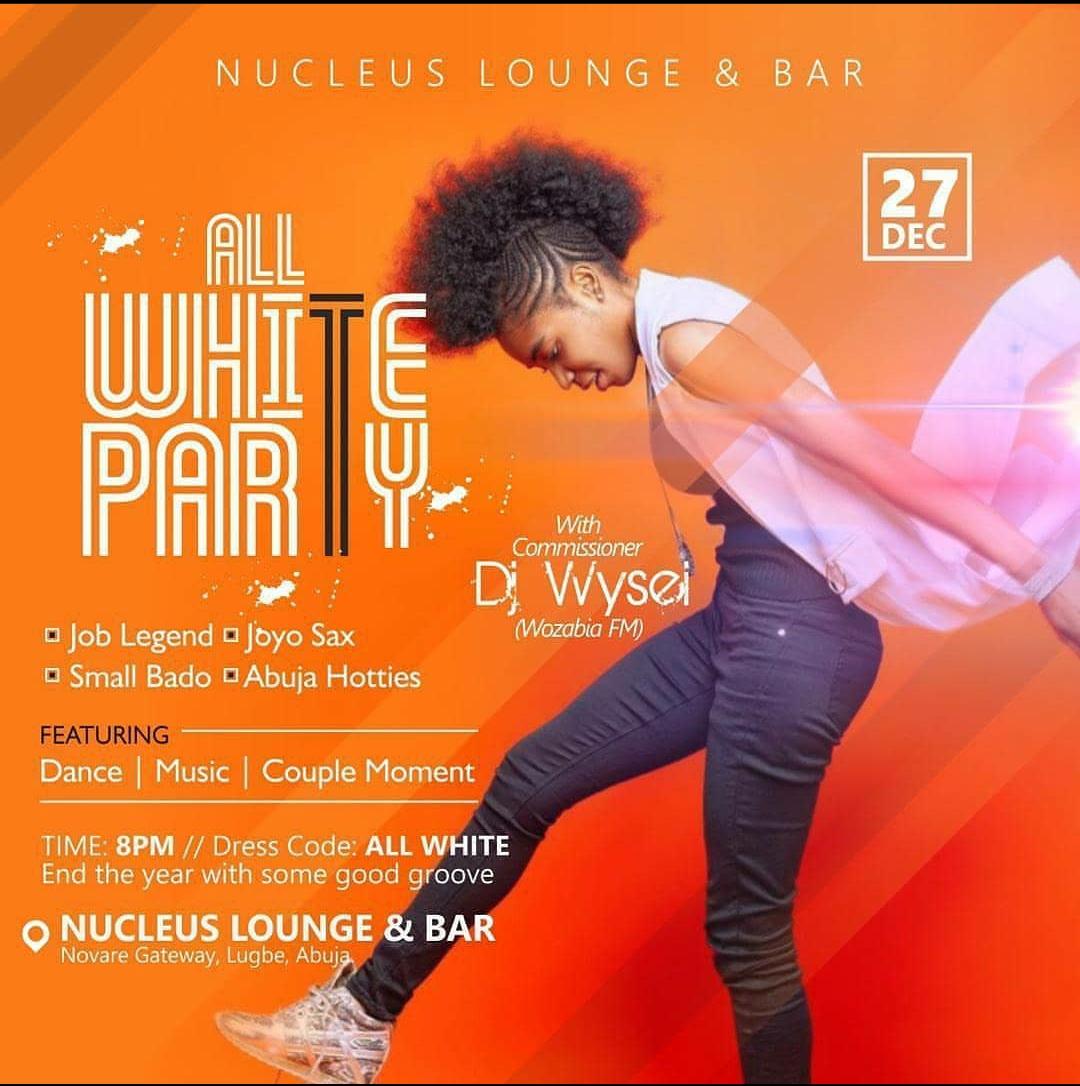 NUCLEUS LOUNGE & BAR
27
DEC
ALL
WHITE
PARTY
With
Commissioner
Dj Wysei
(Wozabia FM)
Job Legend
Joyo Sax
Small Bado
Abuja Hotties
FEATURING
Dance | Music | Couple Moment
TIME: 8PM // Dress Code: ALL WHITE
End the year with some good groove
NUCLEUS LOUNGE & BAR
Novare Gateway, Lugbe, Abuja